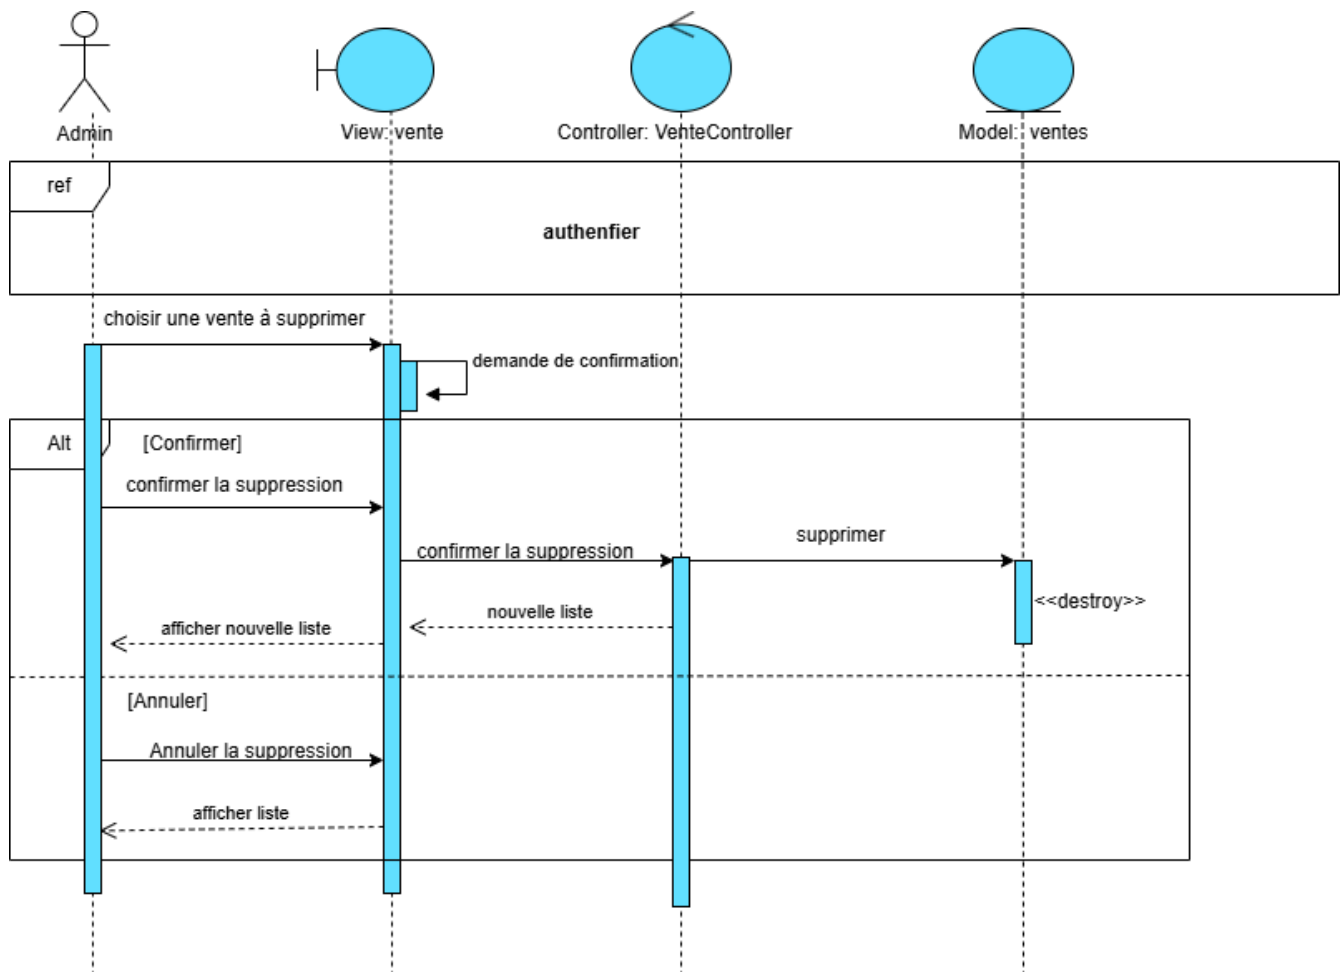 Admin
View: vente
Controller: VenteController
Model: ventes
ref
authenfier
choisir une vente à supprimer
demande de confirmation
Alt
[Confirmer]
confirmer la suppression
supprimer
confirmer la suppression
<<destroy>>
nouvelle liste
afficher nouvelle liste
[Annuler]
Annuler la suppression
afficher liste